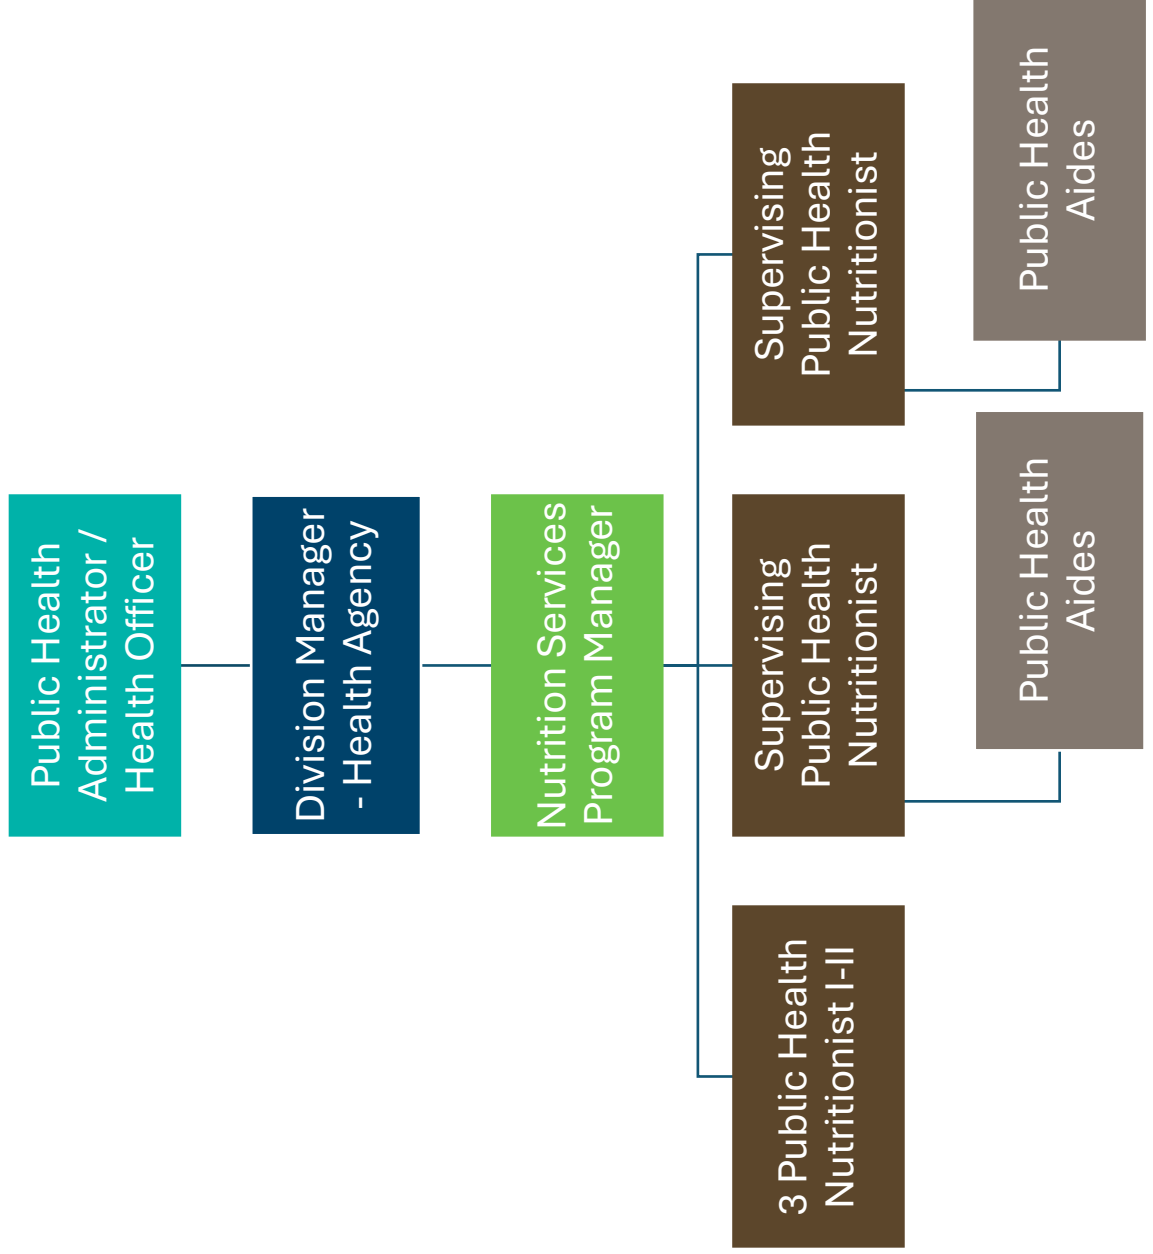 Public Health
Administrator /
Health Officer
Division Manager
- Health Agency
Nutrition Services
Program Manager
3 Public Health
Nutritionist I-II
Supervising
Public Health
Nutritionist
Public Health
Aides
Supervising
Public Health
Nutritionist
Public Health
Aides